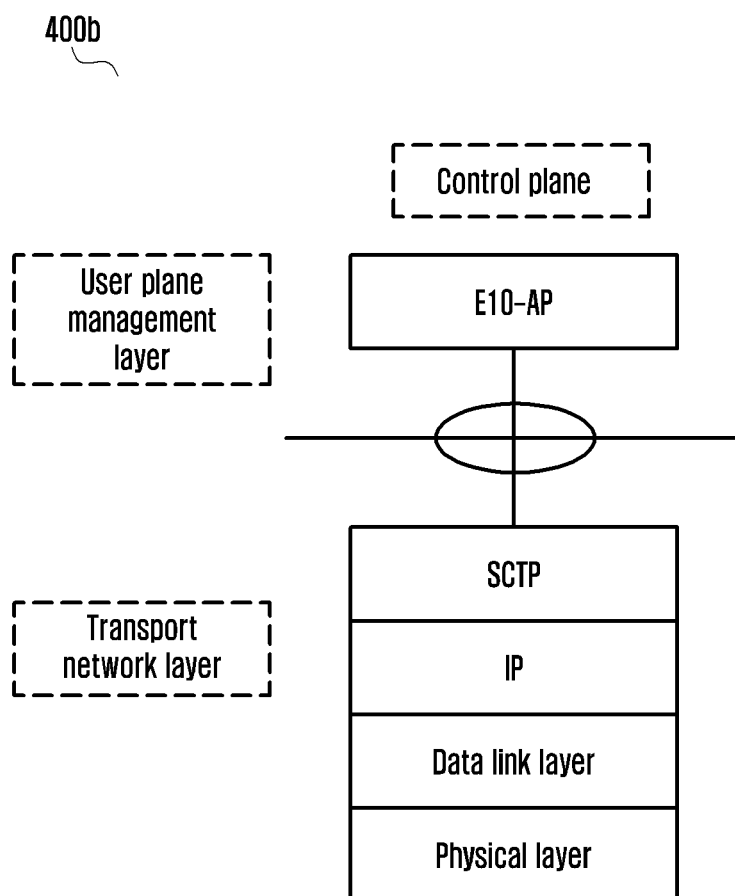 400b
Control plane
User plane
management
layer
E10-AP
SCTP
Transport
network layer
IP
Data link layer
Physical layer